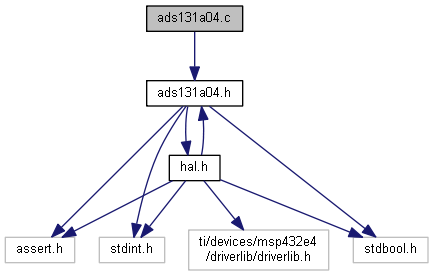 ads131a04.c
ads131a04.h
hal.h
assert.h
stdint.h
ti/devices/msp432e4
/driverlib/driverlib.h
stdbool.h